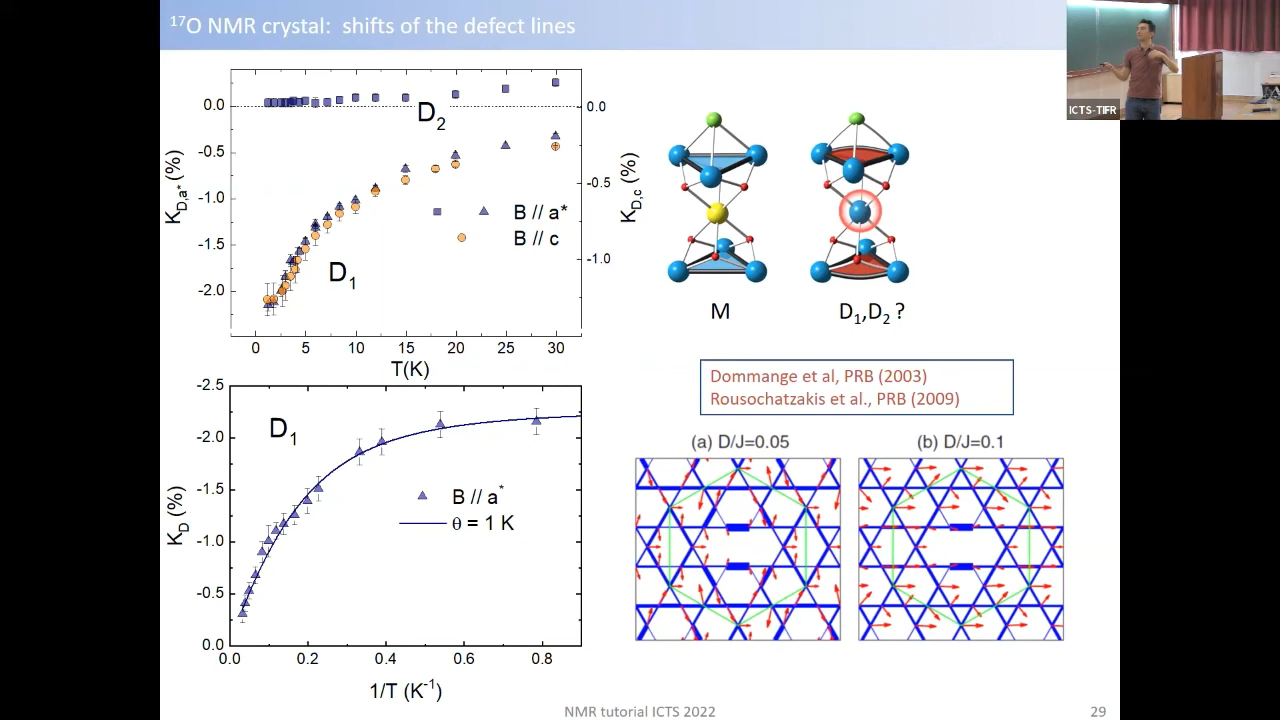 ¹⁷O NMR crystal: shifts of the defect lines
ICTS-TIFR
0.0
-0.5
-1.0
-1.5
-2.0
K_D,a* (%)
D₂
D₁
B // a*
B // c
0.0
-0.5
-1.0
K_D,c (%)
0 5 10 15 20 25 30
T(K)
M
D₁,D₂ ?
Dommange et al, PRB (2003)
Rousochatzakis et al., PRB (2009)
-2.5
-2.0
-1.5
-1.0
-0.5
0.0
K_D (%)
D₁
B // a*
θ = 1 K
0.0 0.2 0.4 0.6 0.8
1/T (K⁻¹)
(a) D/J=0.05
(b) D/J=0.1
NMR tutorial ICTS 2022
29